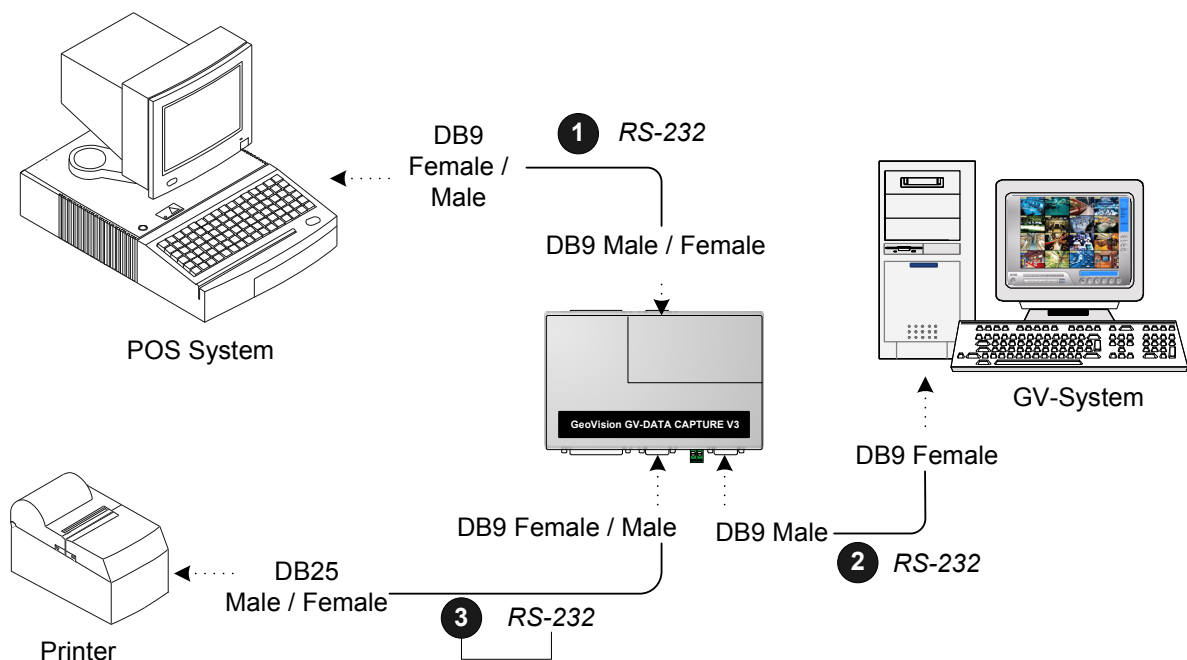 DB9
Female /
Male
1 RS-232
DB9 Male / Female
POS System
GV-System
GeoVision GV-DATA CAPTURE V3
DB9 Female
DB9 Female / Male
DB9 Male
2 RS-232
DB25
Male / Female
3 RS-232
Printer